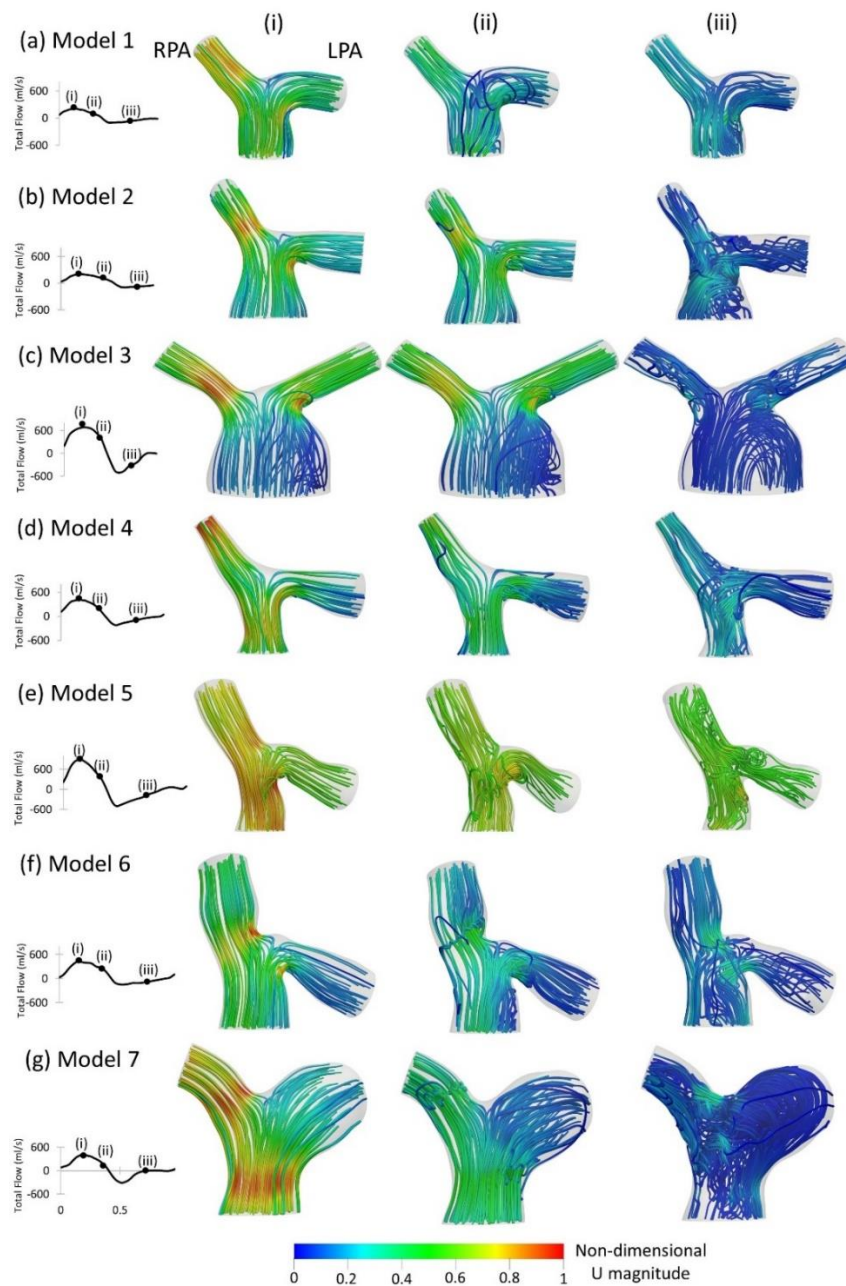 (i) (ii) (iii)
(a) Model 1
RPA LPA
Total Flow (ml/s)
600
0
-600
(i) (ii) (iii)
(b) Model 2
Total Flow (ml/s)
600
0
-600
(i) (ii) (iii)
(c) Model 3
Total Flow (ml/s)
600
0
-600
(i) (ii) (iii)
(d) Model 4
Total Flow (ml/s)
600
0
-600
(i) (ii) (iii)
(e) Model 5
Total Flow (ml/s)
600
0
-600
(i) (ii) (iii)
(f) Model 6
Total Flow (ml/s)
600
0
-600
(i) (ii) (iii)
(g) Model 7
Total Flow (ml/s)
600
0
-600
(i) (ii) (iii)
0 0.5
0 0.2 0.4 0.6 0.8 1
Non-dimensional
U magnitude